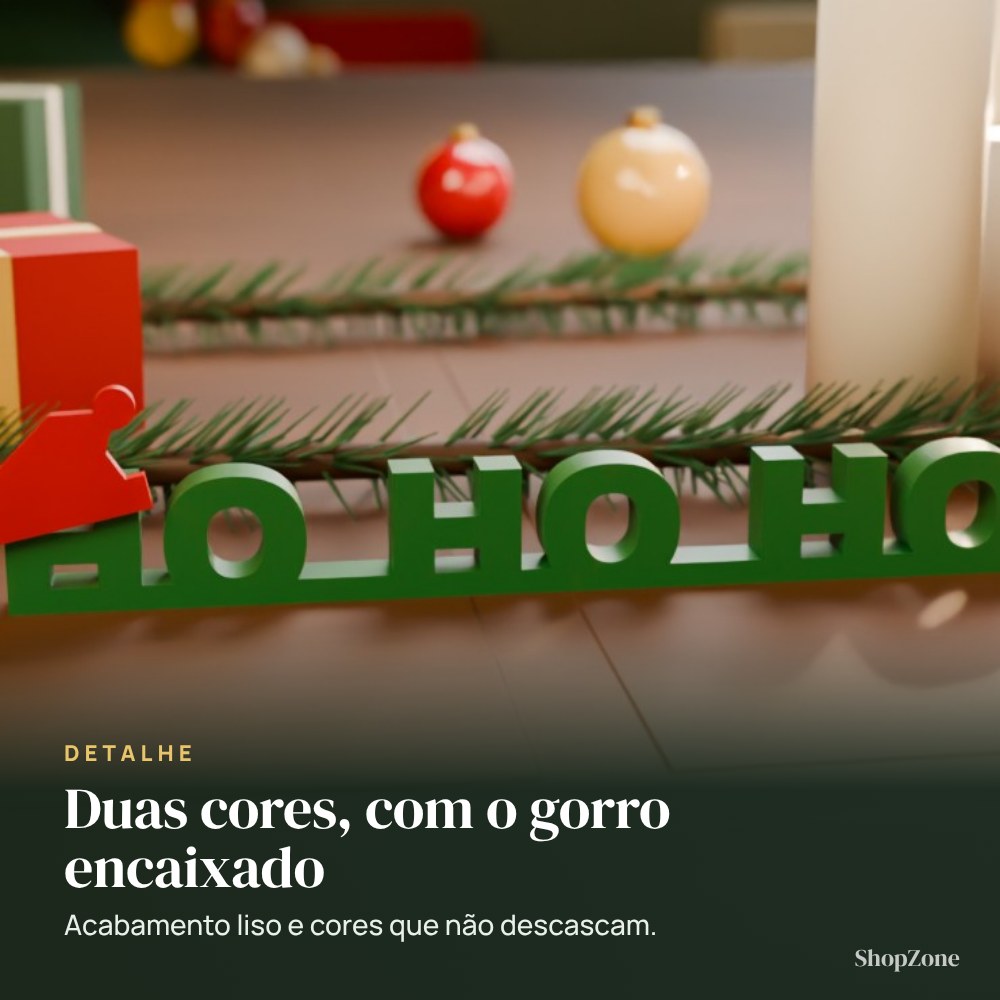 HO HO HO
DETALHE
Duas cores, com o gorro
encaixado
Acabamento liso e cores que não descascam.
ShopZone